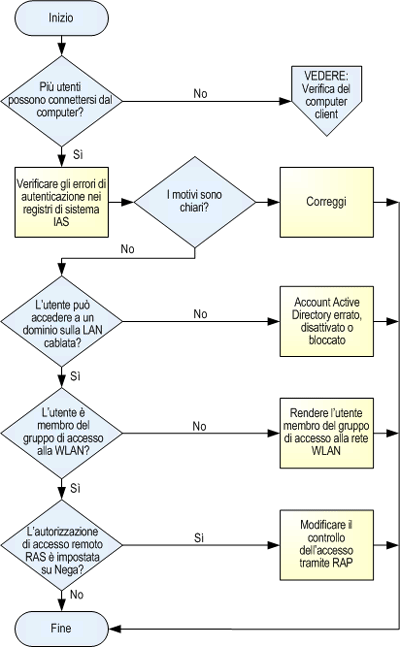 Inizio
Più utenti
possono connettersi dal
computer?
No
VEDERE:
Verifica del
computer
client
Sì
Verificare gli errori di
autenticazione nei
registri di sistema
IAS
I motivi sono
chiari?
Correggi
No
L'utente può
accedere a un
dominio sulla LAN
cablata?
No
Account Active
Directory errato,
disattivato o
bloccato
Sì
L'utente è
membro del
gruppo di accesso
alla WLAN?
No
Rendere l'utente
membro del gruppo
di accesso alla rete
WLAN
Sì
L'autorizzazione
di accesso remoto
RAS è impostata
su Nega?
Sì
Modificare il
controllo
dell'accesso
tramite RAP
No
Fine